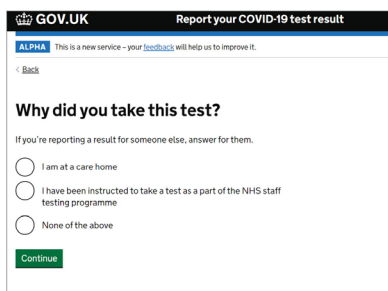 GOV.UK Report your COVID-19 test result
ALPHA This is a new service – your feedback will help us to improve it.
< Back
Why did you take this test?
If you're reporting a result for someone else, answer for them.
I am at a care home
I have been instructed to take a test as a part of the NHS staff
testing programme
None of the above
Continue